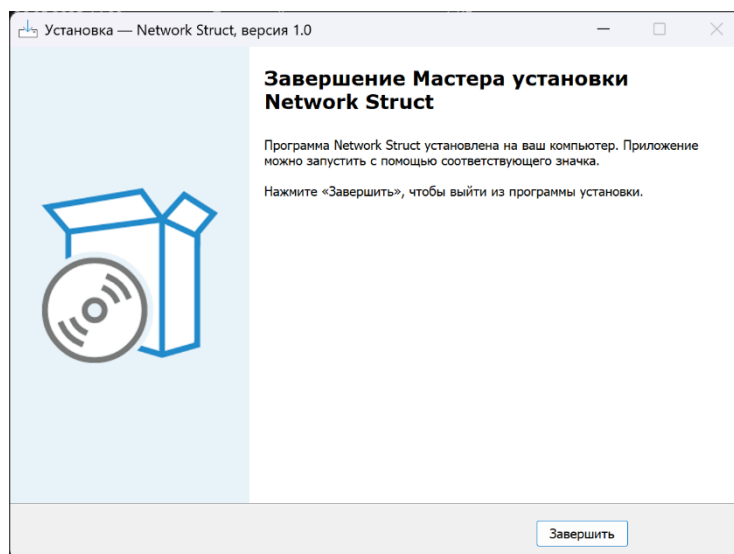 Установка — Network Struct, версия 1.0
Завершение Мастера установки
Network Struct
Программа Network Struct установлена на ваш компьютер. Приложение
можно запустить с помощью соответствующего значка.
Нажмите «Завершить», чтобы выйти из программы установки.
Завершить